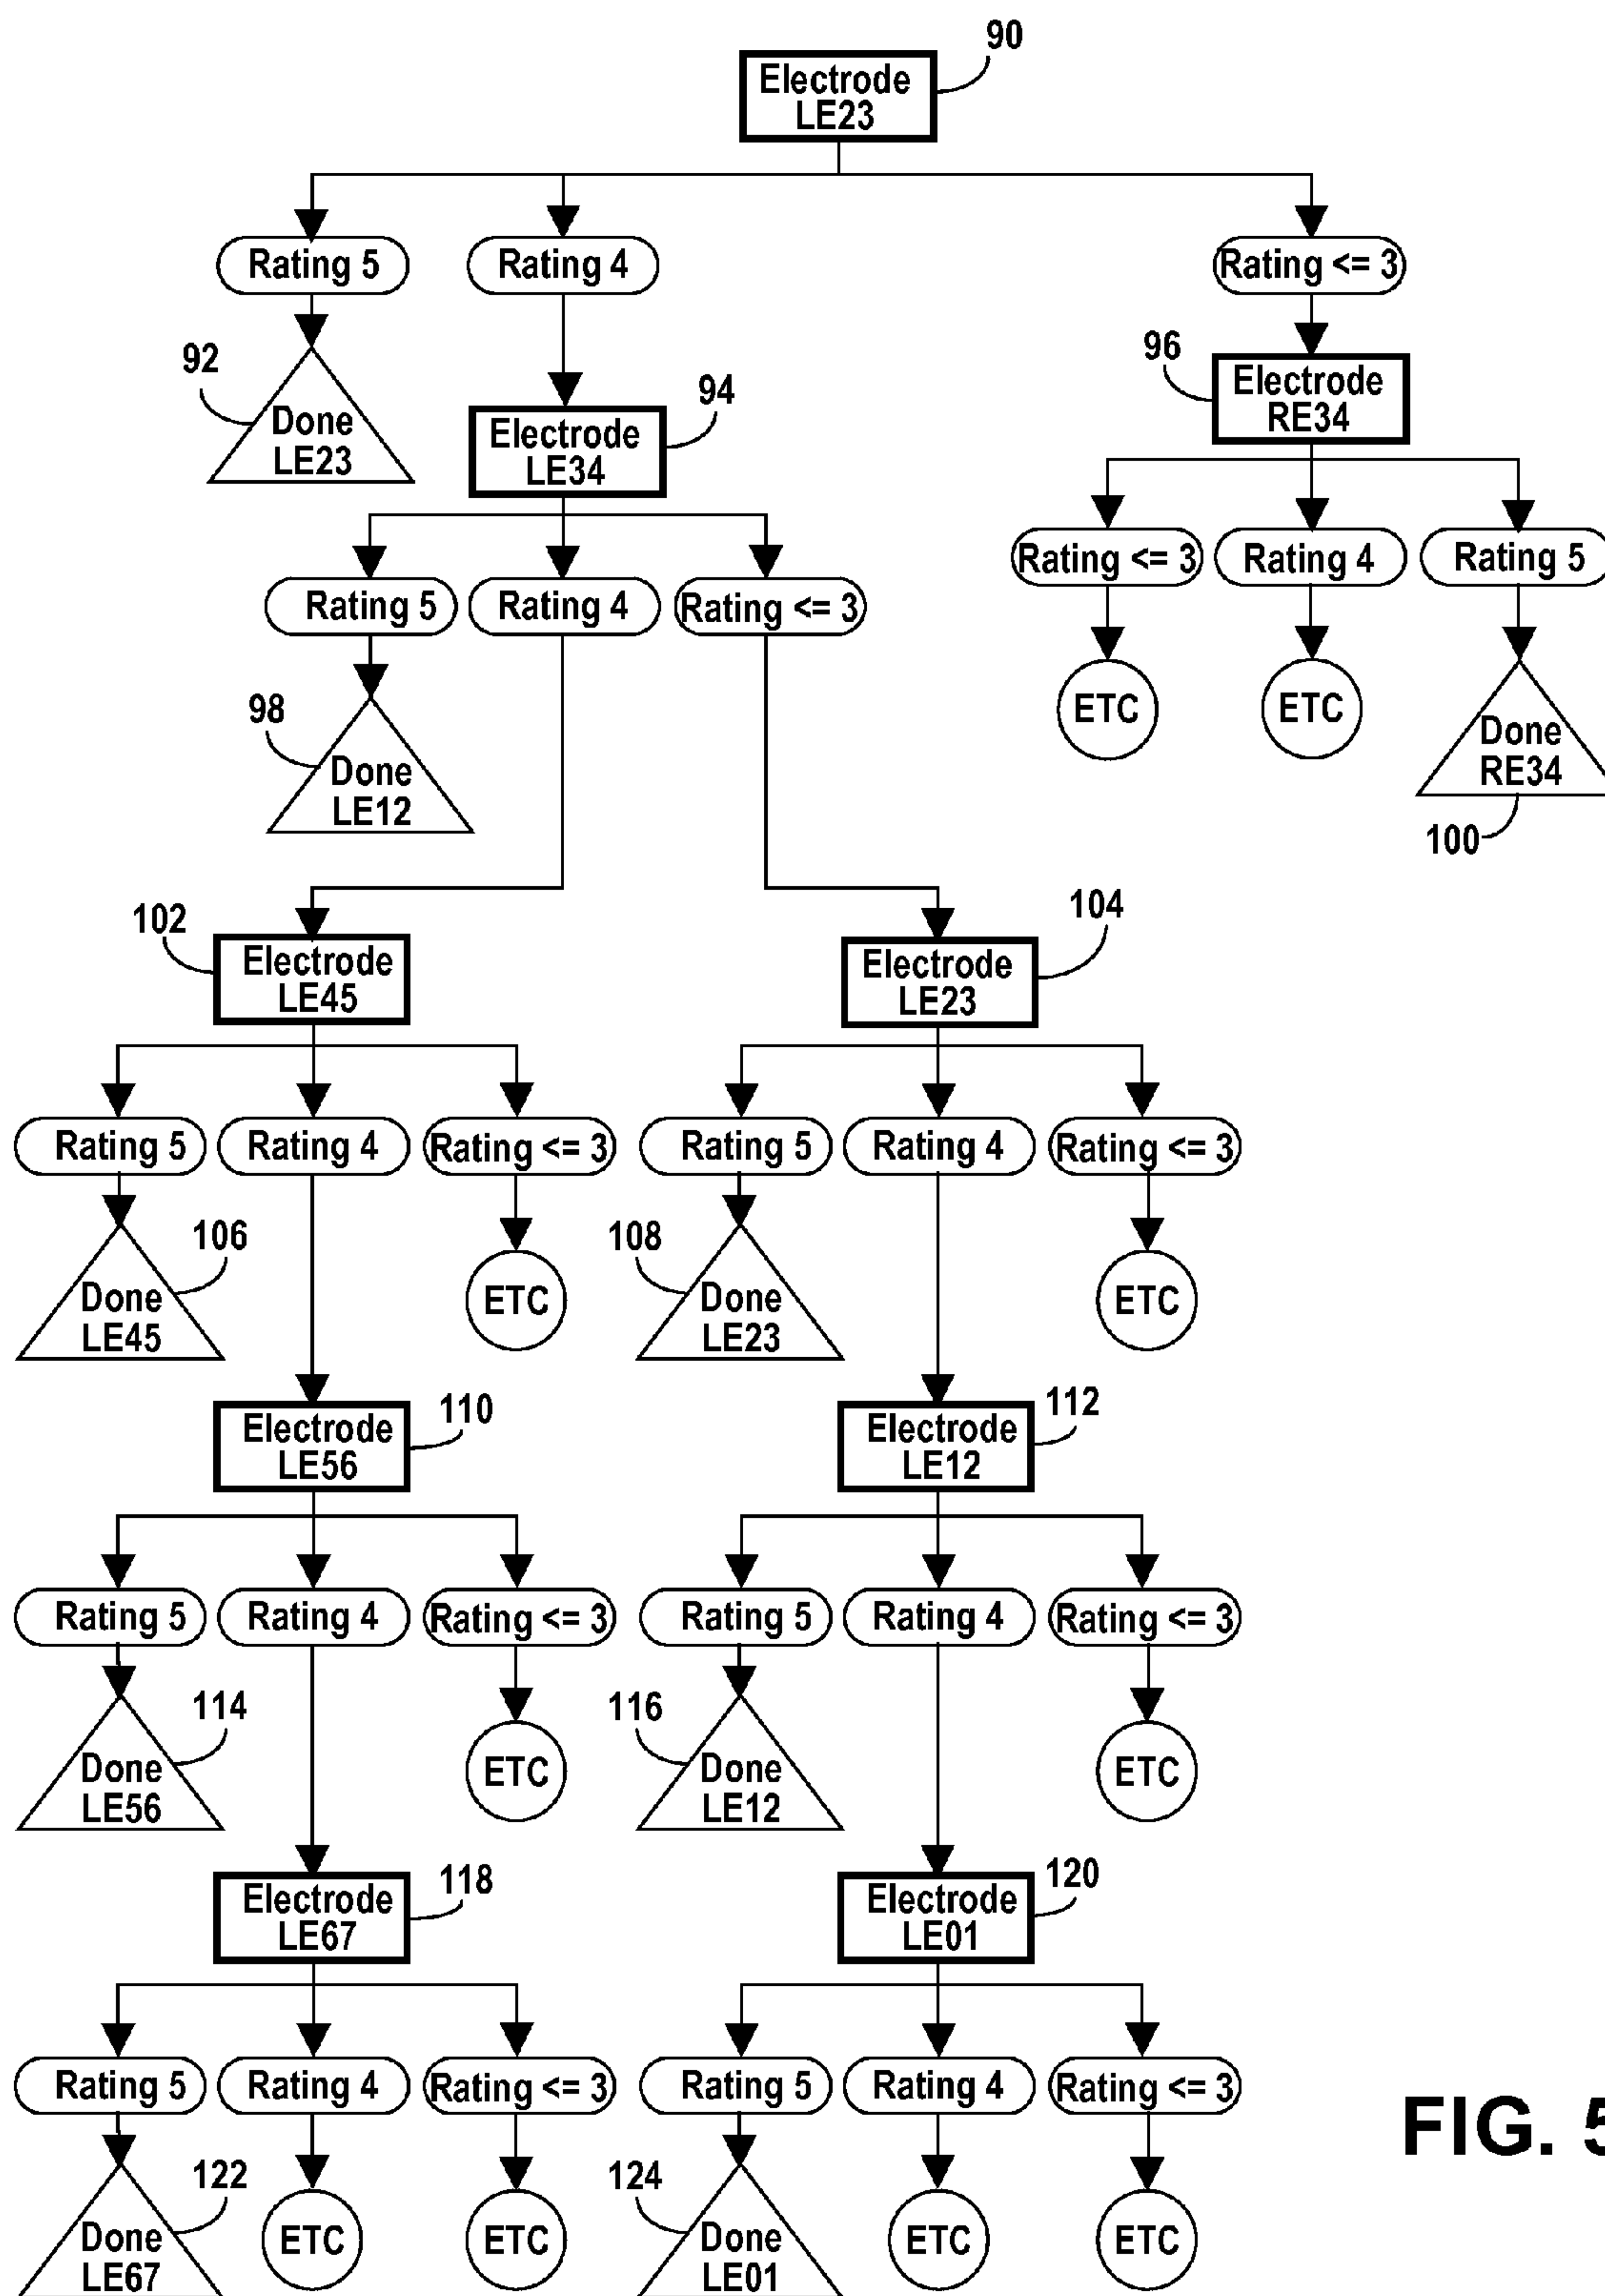 90
Electrode
LE23
Rating 5
Rating 4
Rating <= 3
92
Done
LE23
94
Electrode
LE34
96
Electrode
RE34
Rating 5
Rating 4
Rating <= 3
Rating <= 3
Rating 4
Rating 5
98
Done
LE12
ETC
ETC
Done
RE34
100
102
Electrode
LE45
104
Electrode
LE23
Rating 5
Rating 4
Rating <= 3
Rating 5
Rating 4
Rating <= 3
106
Done
LE45
ETC
108
Done
LE23
ETC
110
Electrode
LE56
112
Electrode
LE12
Rating 5
Rating 4
Rating <= 3
Rating 5
Rating 4
Rating <= 3
114
Done
LE56
ETC
116
Done
LE12
ETC
118
Electrode
LE67
120
Electrode
LE01
Rating 5
Rating 4
Rating <= 3
Rating 5
Rating 4
Rating <= 3
122
Done
LE67
ETC
ETC
124
Done
LE01
ETC
ETC
FIG. 5